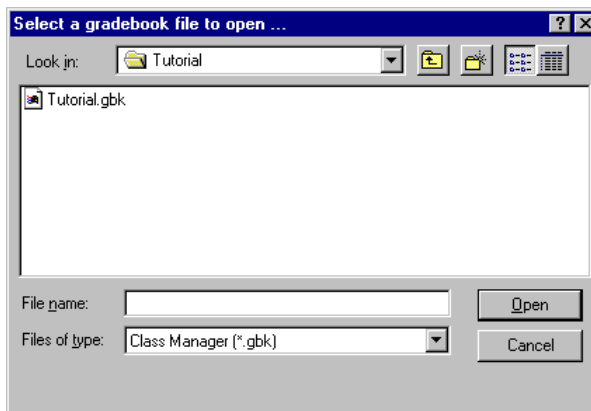 Select a gradebook file to open ...
Look in: Tutorial
Tutorial.gbk
File name: Open
Files of type: Class Manager (*.gbk) Cancel